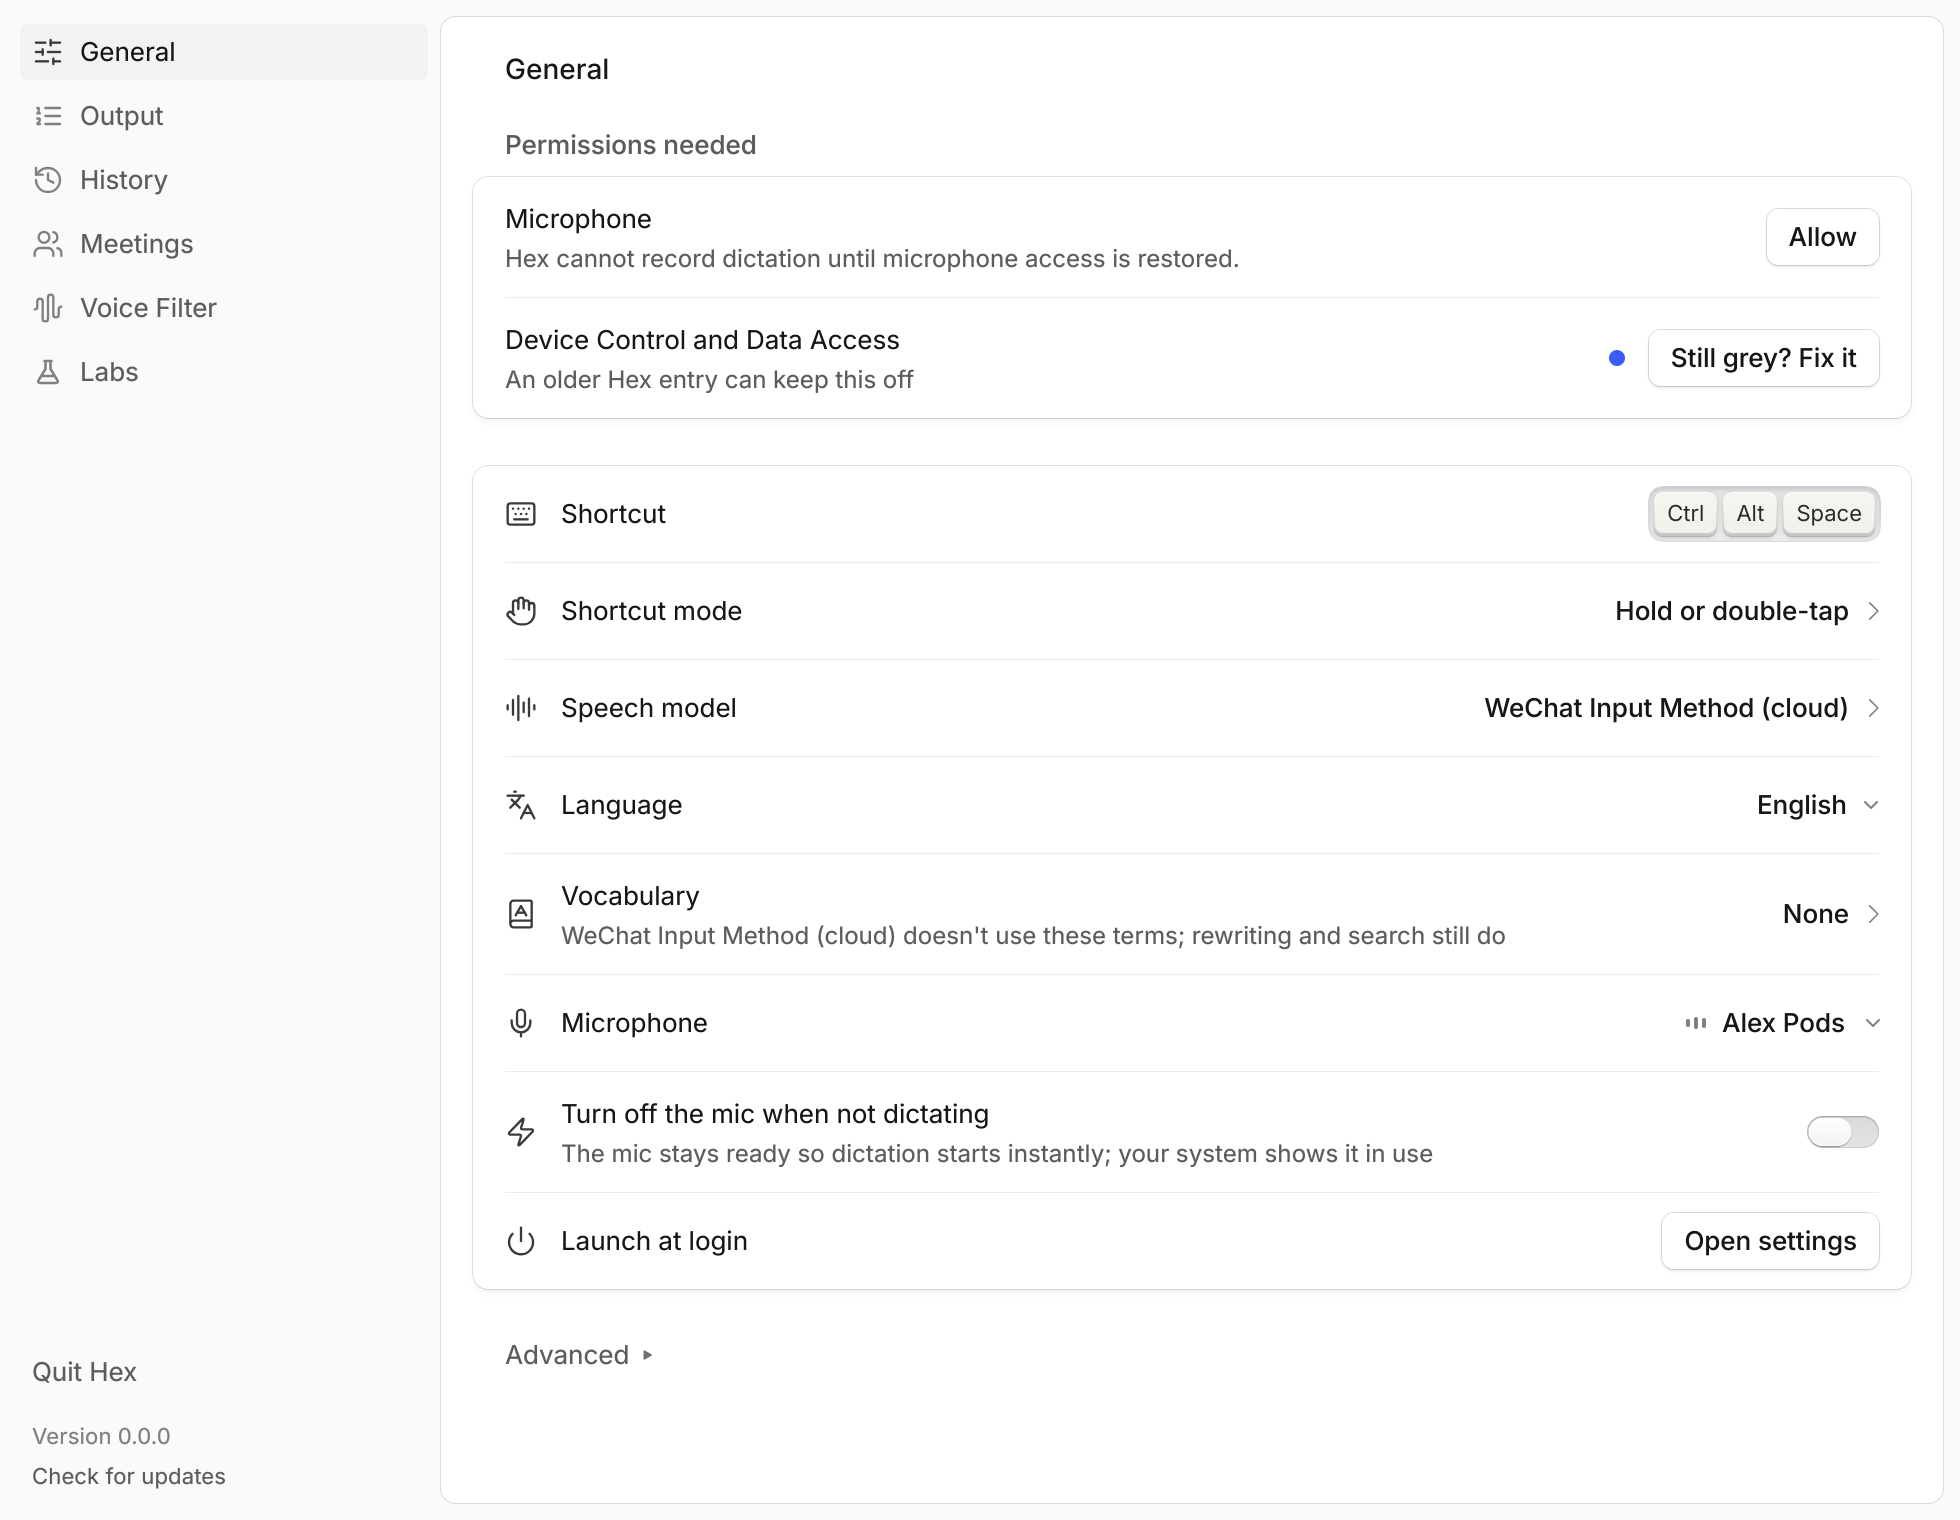 General
Output
History
Meetings
Voice Filter
Labs
Quit Hex
Version 0.0.0
Check for updates
General
Permissions needed
Microphone
Hex cannot record dictation until microphone access is restored.
Allow
Device Control and Data Access
An older Hex entry can keep this off
Still grey? Fix it
Shortcut
Ctrl Alt Space
Shortcut mode
Hold or double-tap
Speech model
WeChat Input Method (cloud)
Language
English
Vocabulary
WeChat Input Method (cloud) doesn't use these terms; rewriting and search still do
None
Microphone
Alex Pods
Turn off the mic when not dictating
The mic stays ready so dictation starts instantly; your system shows it in use
Launch at login
Open settings
Advanced